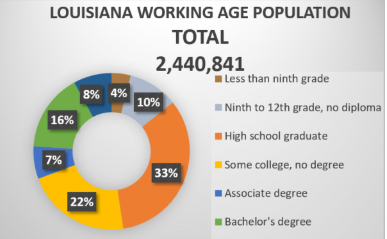 LOUISIANA WORKING AGE POPULATION
TOTAL
2,440,841
8%
4%
10%
16%
7%
22%
33%
Less than ninth grade
Ninth to 12th grade, no diploma
High school graduate
Some college, no degree
Associate degree
Bachelor's degree